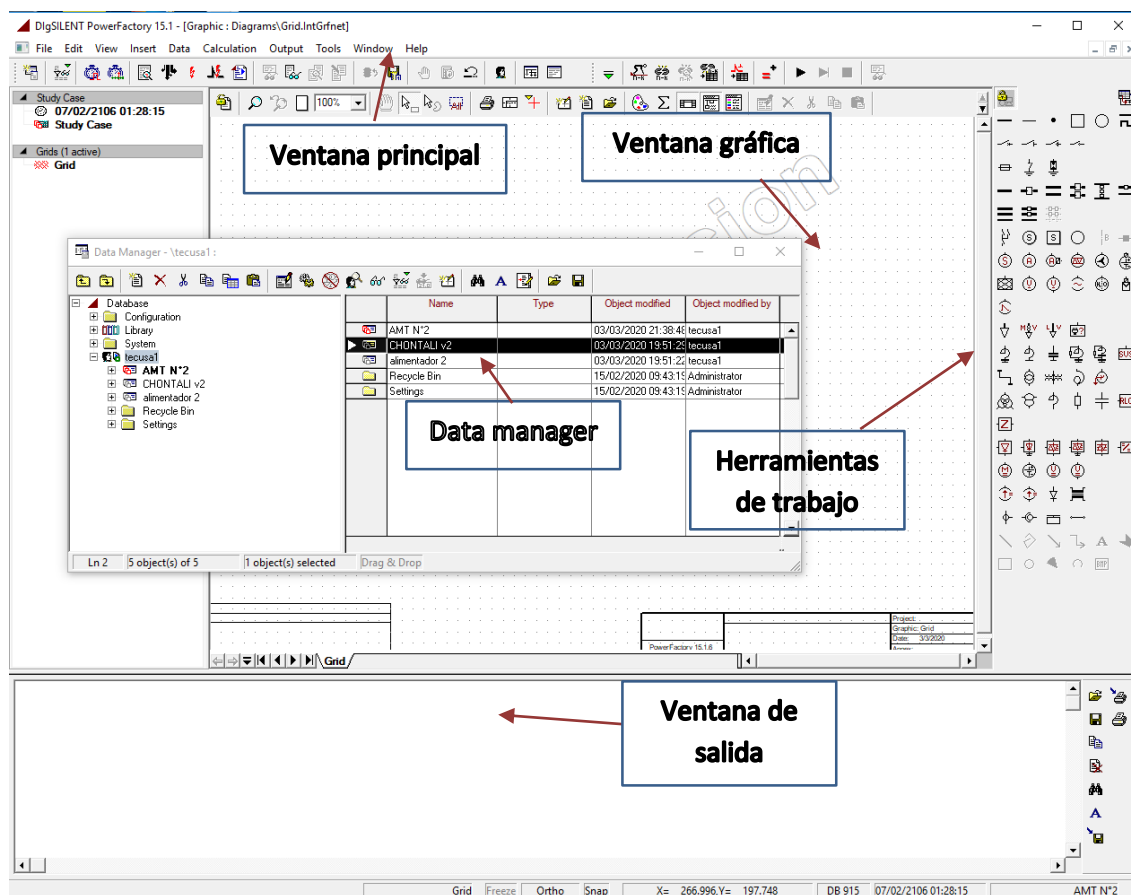 DIgSILENT PowerFactory 15.1 - [Graphic : Diagrams\Grid.IntGrfnet]
File Edit View Insert Data Calculation Output Tools Window Help
Study Case
07/02/2106 01:28:15
Study Case
Grids (1 active)
Grid
100%
Ventana principal
Ventana gráfica
Data Manager - \tecusa1 :
Database
Configuration
Library
System
tecusa1
AMT N°2
CHONTALI v2
alimentador 2
Recycle Bin
Settings
Name Type Object modified Object modified by
AMT N°2 03/03/2020 21:38:48 tecusa1
CHONTALI v2 03/03/2020 19:51:29 tecusa1
alimentador 2 03/03/2020 19:51:22 tecusa1
Recycle Bin 15/02/2020 09:43:19 Administrator
Settings 15/02/2020 09:43:19 Administrator
Data manager
Herramientas
de trabajo
Ln 2 5 object(s) of 5 1 object(s) selected Drag & Drop
PowerFactory 15.1.6
Project:
Graphic: Grid
Date: 3/3/2020
Annex:
Grid
Ventana de
salida
Grid Freeze Ortho Snap X= 266.996,Y= 197.748 DB 915 07/02/2106 01:28:15 AMT N°2